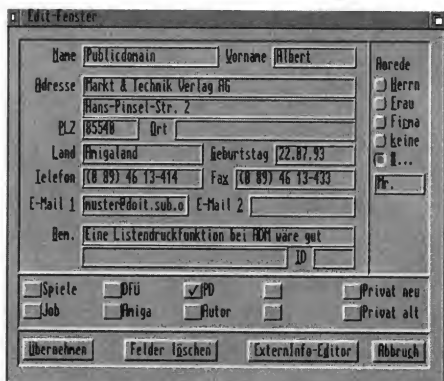 Edit-Fenster
Name Publicdomain Vorname Albert
Adresse Markt & Technik Verlag AG
Hans-Pinsel-Str. 2
PLZ 85540 Ort
Land Amigaland Geburtstag 22.07.93
Telefon (0 89) 46 13-414 Fax (0 89) 46 13-433
E-Mail 1 muster@doit.sub.o E-Mail 2
Bem. Eine Listendruckfunktion bei ADM wäre gut
ID
Anrede
Herrn
Frau
Firma
keine
Mr.
Spiele DFÜ PD Privat neu
Job Amiga Autor Privat alt
Übernehmen Felder löschen ExternInfo-Editor Abbruch